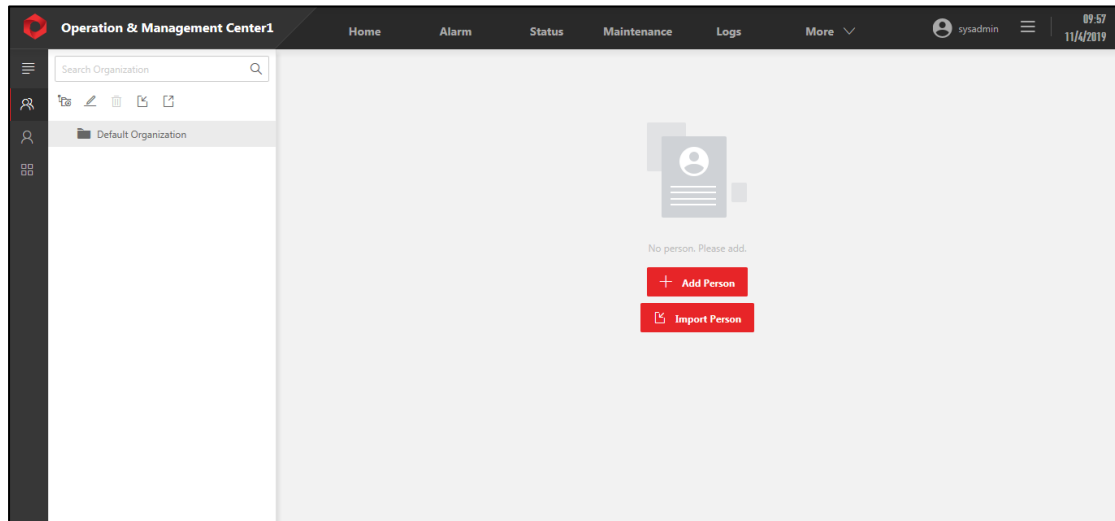 Operation & Management Center1
Home
Alarm
Status
Maintenance
Logs
More
sysadmin
09:57
11/4/2019
Search Organization
Default Organization
No person. Please add.
Add Person
Import Person